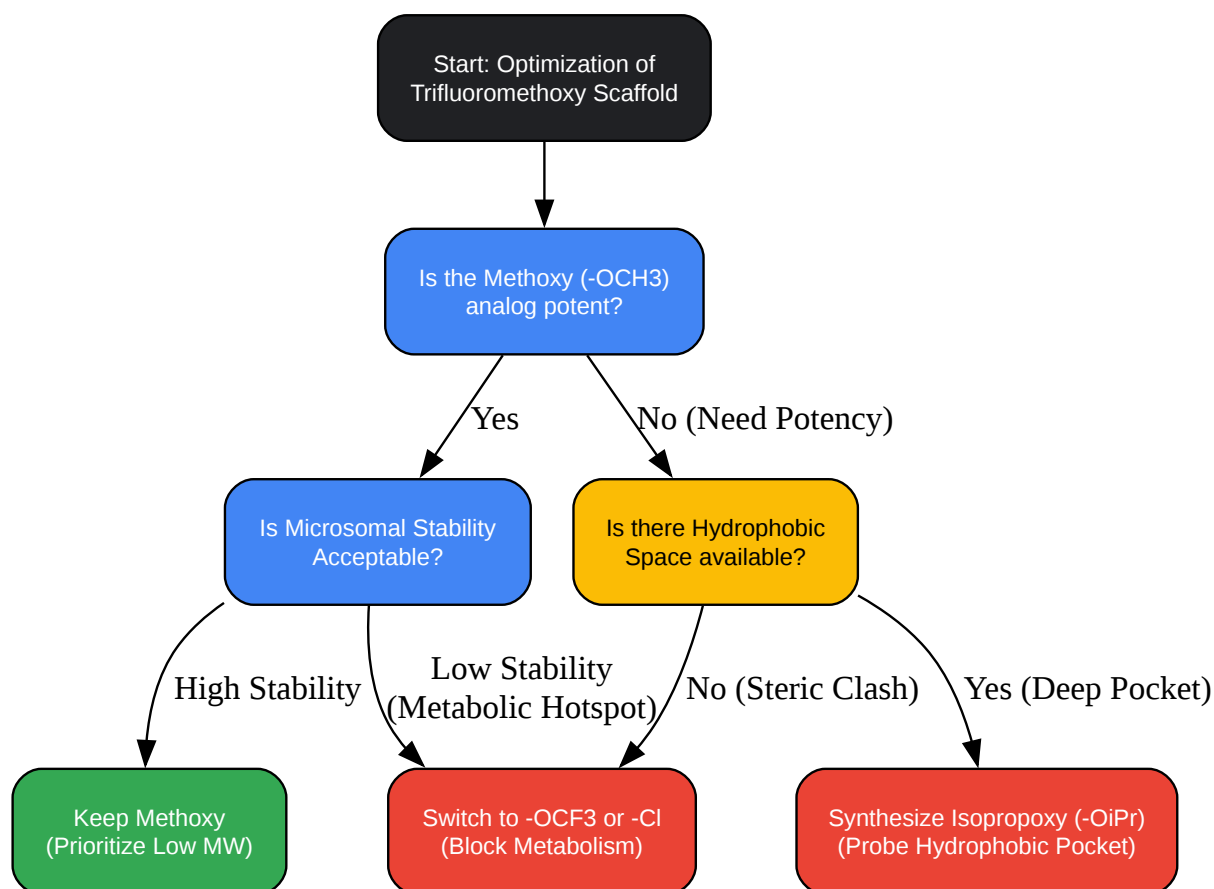 Start: Optimization of
Trifluoromethoxy Scaffold
Is the Methoxy (-OCH3)
analog potent?
Yes
No (Need Potency)
Is Microsomal Stability
Acceptable?
Is there Hydrophobic
Space available?
High Stability
Low Stability
(Metabolic Hotspot)
No (Steric Clash)
Yes (Deep Pocket)
Keep Methoxy
(Prioritize Low MW)
Switch to -OCF3 or -Cl
(Block Metabolism)
Synthesize Isopropoxy (-OiPr)
(Probe Hydrophobic Pocket)